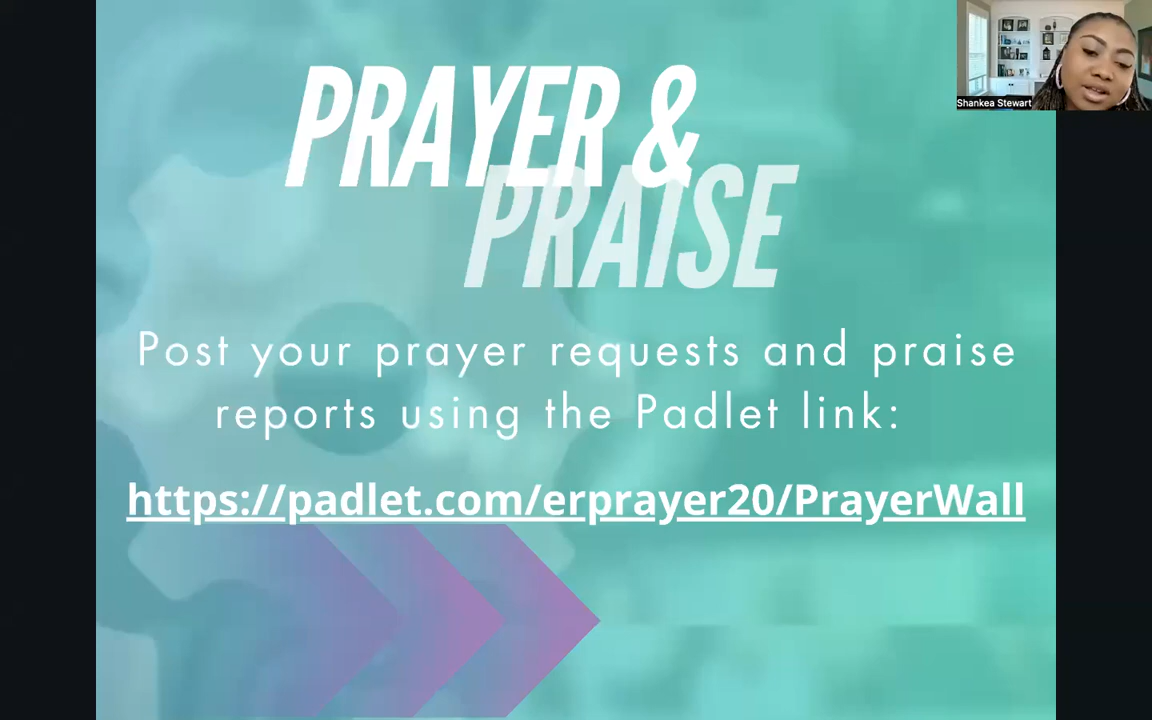 Shankea Stewart
PRAYER &
PRAISE
Post your prayer requests and praise
reports using the Padlet link:
https://padlet.com/erprayer20/PrayerWall